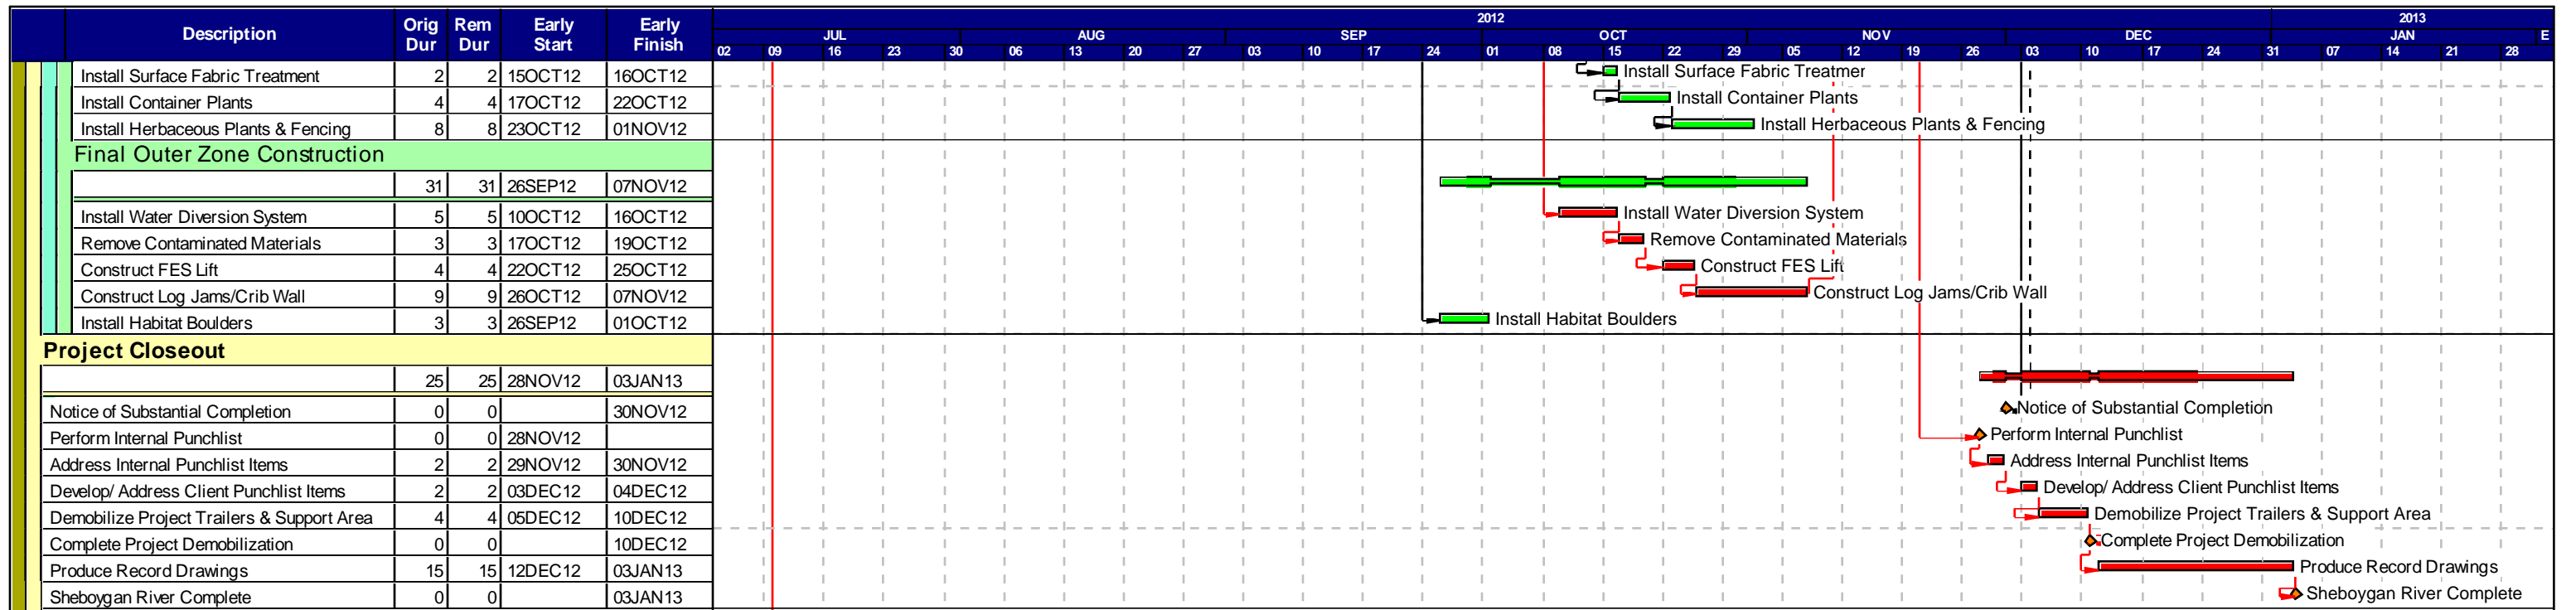 Description Orig Dur Rem Dur Early Start Early Finish 2012 2013
JUL AUG SEP OCT NOV DEC JAN E
02 09 16 23 30 06 13 20 27 03 10 17 24 01 08 15 22 29 05 12 19 26 03 10 17 24 31 07 14 21 28
Install Surface Fabric Treatment 2 2 15OCT12 16OCT12 Install Surface Fabric Treatmer
Install Container Plants 4 4 17OCT12 22OCT12 Install Container Plants
Install Herbaceous Plants & Fencing 8 8 23OCT12 01NOV12 Install Herbaceous Plants & Fencing
Final Outer Zone Construction
31 31 26SEP12 07NOV12
Install Water Diversion System 5 5 10OCT12 16OCT12 Install Water Diversion System
Remove Contaminated Materials 3 3 17OCT12 19OCT12 Remove Contaminated Materials
Construct FES Lift 4 4 22OCT12 25OCT12 Construct FES Lift
Construct Log Jams/Crib Wall 9 9 26OCT12 07NOV12 Construct Log Jams/Crib Wall
Install Habitat Boulders 3 3 26SEP12 01OCT12 Install Habitat Boulders
Project Closeout
25 25 28NOV12 03JAN13
Notice of Substantial Completion 0 0 30NOV12 Notice of Substantial Completion
Perform Internal Punchlist 0 0 28NOV12 Perform Internal Punchlist
Address Internal Punchlist Items 2 2 29NOV12 30NOV12 Address Internal Punchlist Items
Develop/ Address Client Punchlist Items 2 2 03DEC12 04DEC12 Develop/ Address Client Punchlist Items
Demobilize Project Trailers & Support Area 4 4 05DEC12 10DEC12 Demobilize Project Trailers & Support Area
Complete Project Demobilization 0 0 10DEC12 Complete Project Demobilization
Produce Record Drawings 15 15 12DEC12 03JAN13 Produce Record Drawings
Sheboygan River Complete 0 0 03JAN13 Sheboygan River Complete